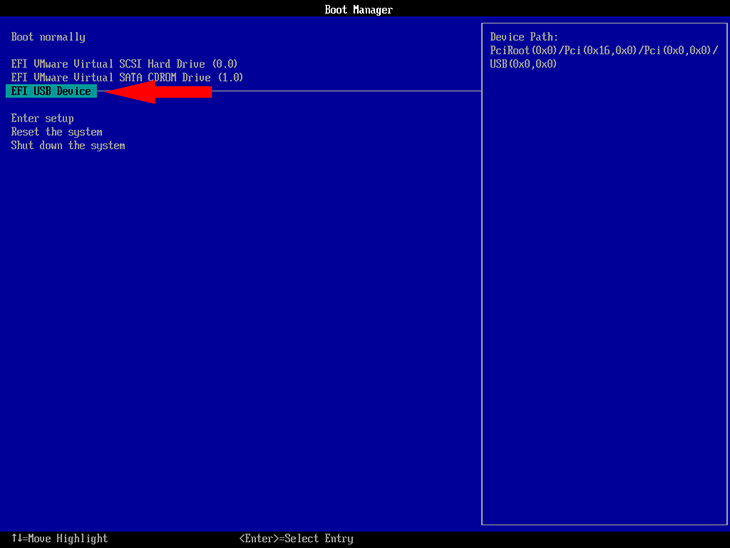 Boot Manager
Boot normally
EFI VMware Virtual SCSI Hard Drive (0.0)
EFI VMware Virtual SATA CDROM Drive (1.0)
EFI USB Device
Enter setup
Reset the system
Shut down the system
Device Path:
PciRoot(0x0)/Pci(0x16,0x0)/Pci(0x0,0x0)/
USB(0x0,0x0)
↑↓=Move Highlight
<Enter>=Select Entry